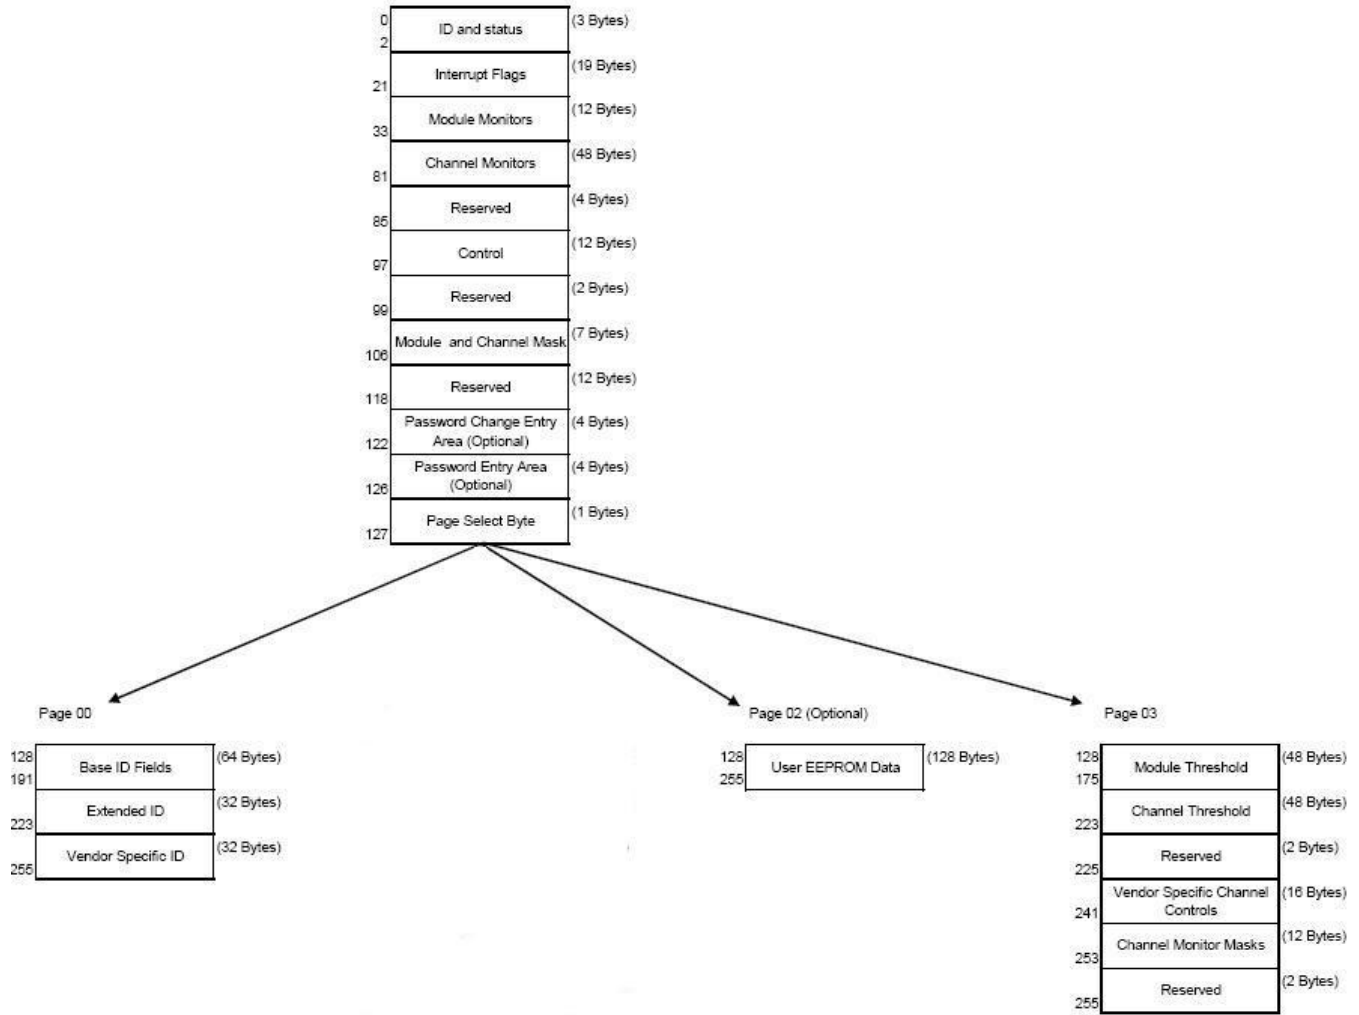 0
ID and status
(3 Bytes)
2
Interrupt Flags
(19 Bytes)
21
Module Monitors
(12 Bytes)
33
Channel Monitors
(48 Bytes)
81
Reserved
(4 Bytes)
85
Control
(12 Bytes)
97
Reserved
(2 Bytes)
99
Module and Channel Mask
(7 Bytes)
106
Reserved
(12 Bytes)
118
Password Change Entry
Area (Optional)
(4 Bytes)
122
Password Entry Area
(Optional)
(4 Bytes)
126
Page Select Byte
(1 Bytes)
127
Page 00
128
Base ID Fields
(64 Bytes)
191
Extended ID
(32 Bytes)
223
Vendor Specific ID
(32 Bytes)
255
Page 02 (Optional)
128
User EEPROM Data
(128 Bytes)
255
Page 03
128
Module Threshold
(48 Bytes)
175
Channel Threshold
(48 Bytes)
223
Reserved
(2 Bytes)
225
Vendor Specific Channel
Controls
(16 Bytes)
241
Channel Monitor Masks
(12 Bytes)
253
Reserved
(2 Bytes)
255